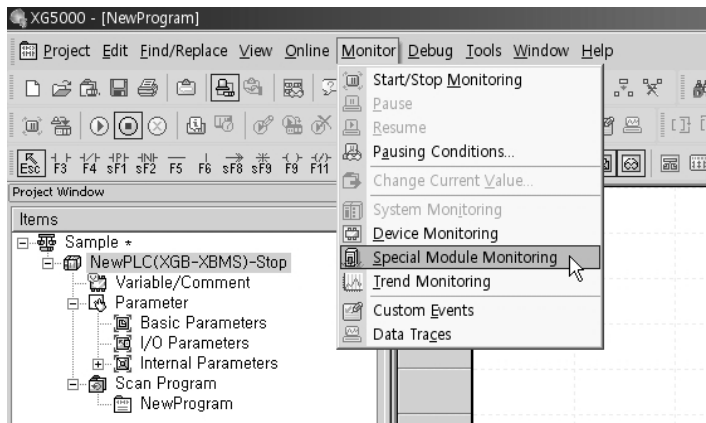 XG5000 - [NewProgram]
Project Edit Find/Replace View Online Monitor Debug Tools Window Help
Start/Stop Monitoring
Pause
Resume
Pausing Conditions...
Change Current Value...
System Monitoring
Device Monitoring
Special Module Monitoring
Trend Monitoring
Custom Events
Data Traces
Esc F3 F4 sF1 sF2 F5 F6 sF8 sF9 F9 F11
Project Window
Items
Sample *
NewPLC(XGB-XBMS)-Stop
Variable/Comment
Parameter
Basic Parameters
I/O Parameters
Internal Parameters
Scan Program
NewProgram